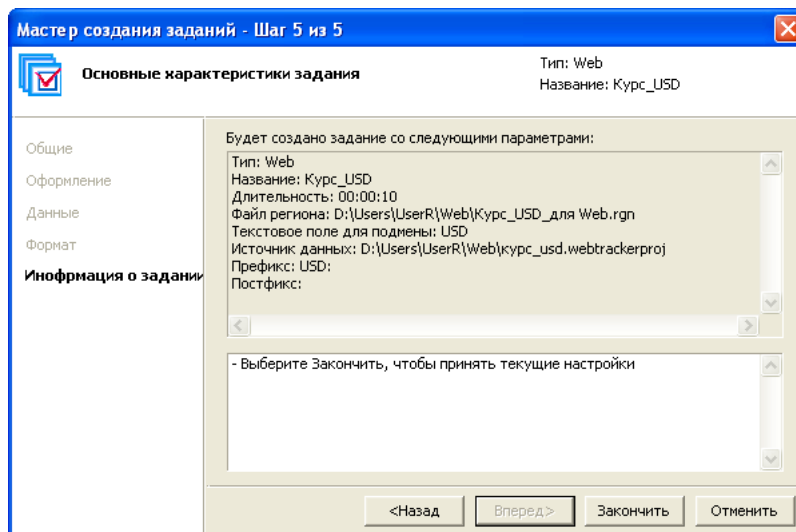 Мастер создания заданий - Шаг 5 из 5
Основные характеристики задания
Тип: Web
Название: Курс_USD
Общие
Оформление
Данные
Формат
Инофрмация о задании
Будет создано задание со следующими параметрами:
Тип: Web
Название: Курс_USD
Длительность: 00:00:10
Файл региона: D:\Users\UserR\Web\Курс_USD_для Web.rgn
Текстовое поле для подмены: USD
Источник данных: D:\Users\UserR\Web\курс_usd.webtrackerproj
Префикс: USD:
Постфикс:
- Выберите Закончить, чтобы принять текущие настройки
<Назад
Вперед>
Закончить
Отменить